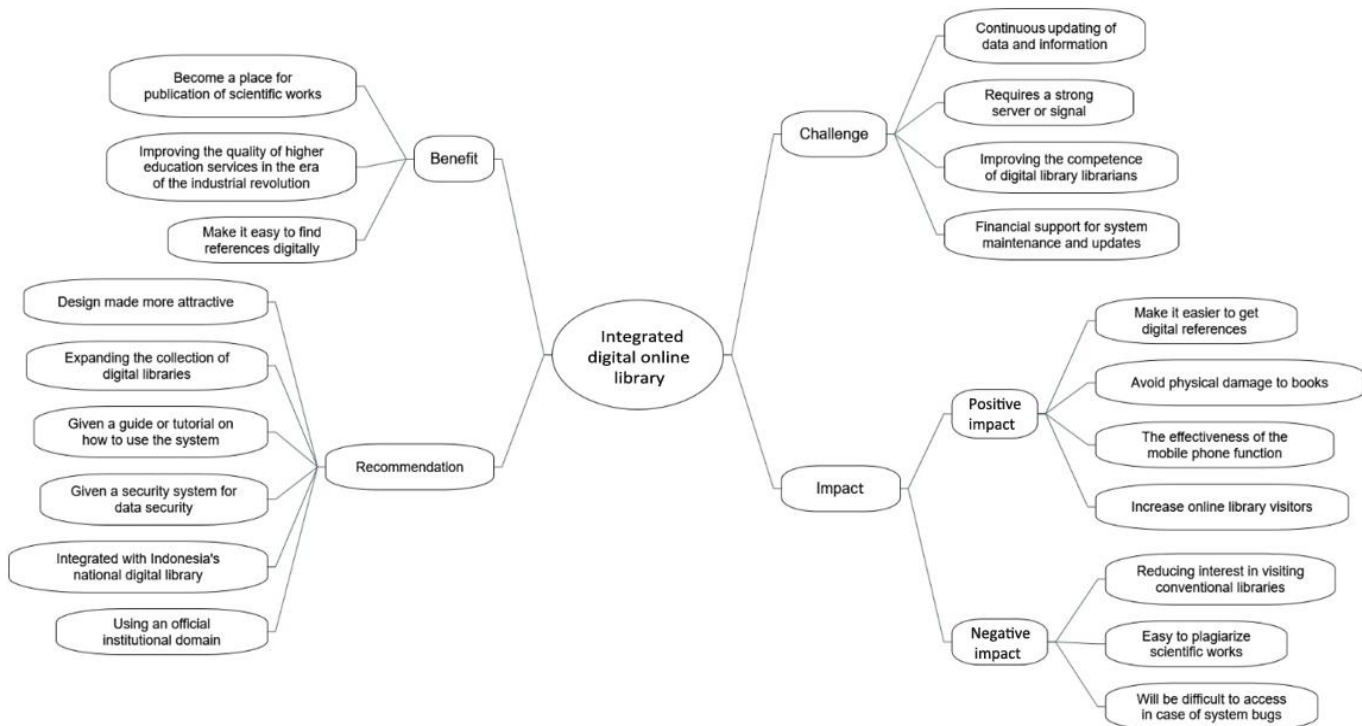 Become a place for
publication of scientific works
Improving the quality of higher
education services in the era
of the industrial revolution
Make it easy to find
references digitally
Benefit
Design made more attractive
Expanding the collection of
digital libraries
Given a guide or tutorial on
how to use the system
Given a security system for
data security
Integrated with Indonesia's
national digital library
Using an official
institutional domain
Recommendation
Integrated
digital online
library
Challenge
Continuous updating of
data and information
Requires a strong
server or signal
Improving the competence
of digital library librarians
Financial support for system
maintenance and updates
Impact
Positive
impact
Make it easier to get
digital references
Avoid physical damage to books
The effectiveness of the
mobile phone function
Increase online library visitors
Negative
impact
Reducing interest in visiting
conventional libraries
Easy to plagiarize
scientific works
Will be difficult to access
in case of system bugs